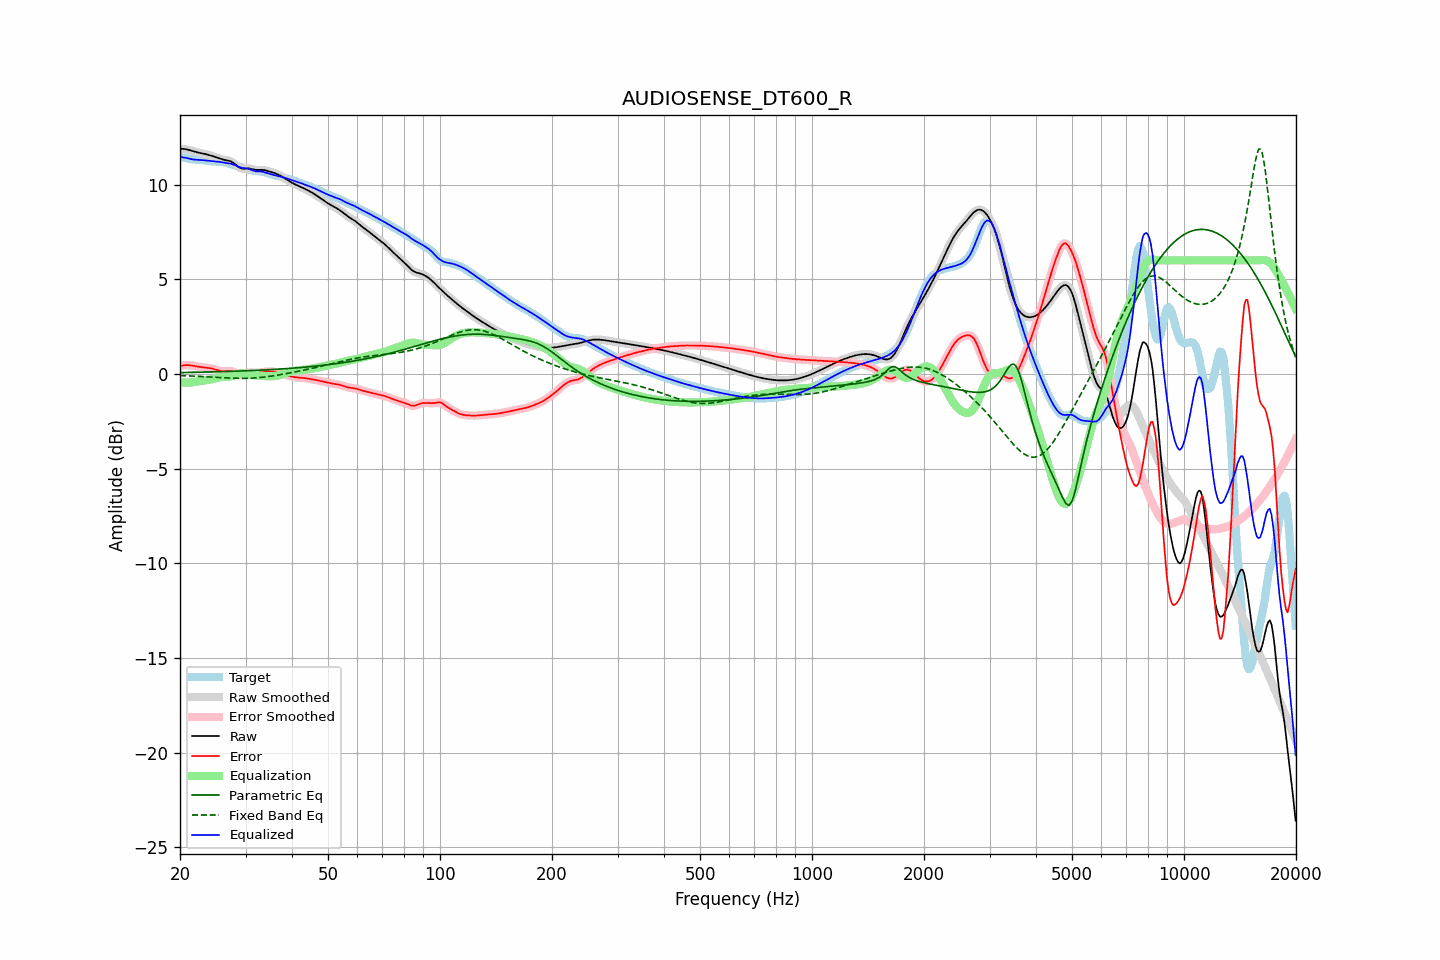 AUDIOSENSE_DT600_R
Amplitude (dBr)
10
5
0
−5
−10
−15
−20
−25
Target
Raw Smoothed
Error Smoothed
Raw
Error
Equalization
Parametric Eq
Fixed Band Eq
Equalized
20 50 100 200 500 1000 2000 5000 10000 20000
Frequency (Hz)